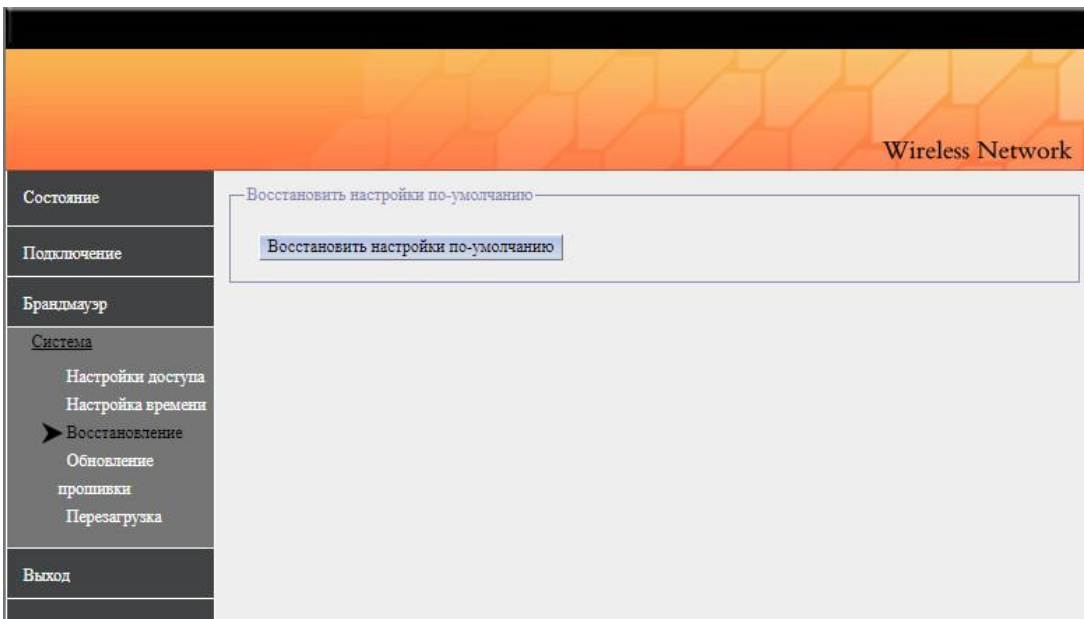 Wireless Network
Состояние
Подключение
Брандмауэр
Система
Настройки доступа
Настройка времени
Восстановление
Обновление
прошивки
Перезагрузка
Выход
Восстановить настройки по-умолчанию
Восстановить настройки по-умолчанию